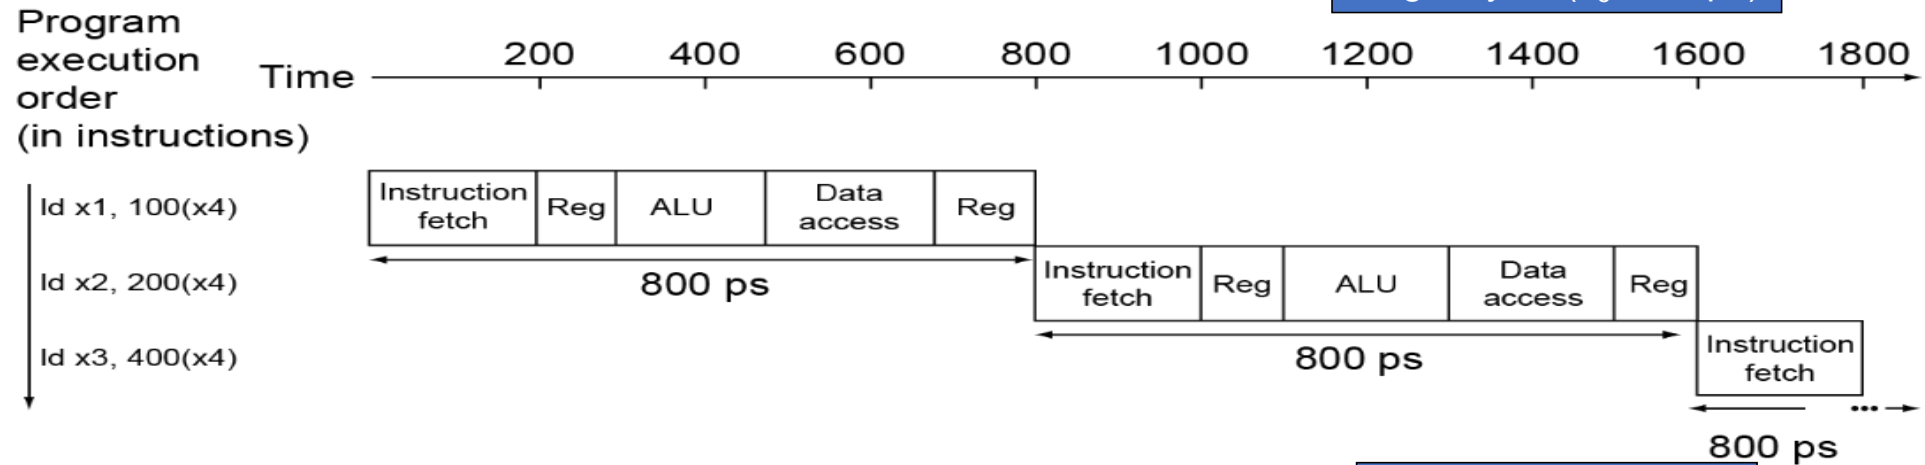 Program
execution
order
(in instructions)
Time
200 400 600 800 1000 1200 1400 1600 1800
ld x1, 100(x4)
Instruction
fetch
Reg
ALU
Data
access
Reg
800 ps
ld x2, 200(x4)
Instruction
fetch
Reg
ALU
Data
access
Reg
800 ps
ld x3, 400(x4)
Instruction
fetch
...
800 ps